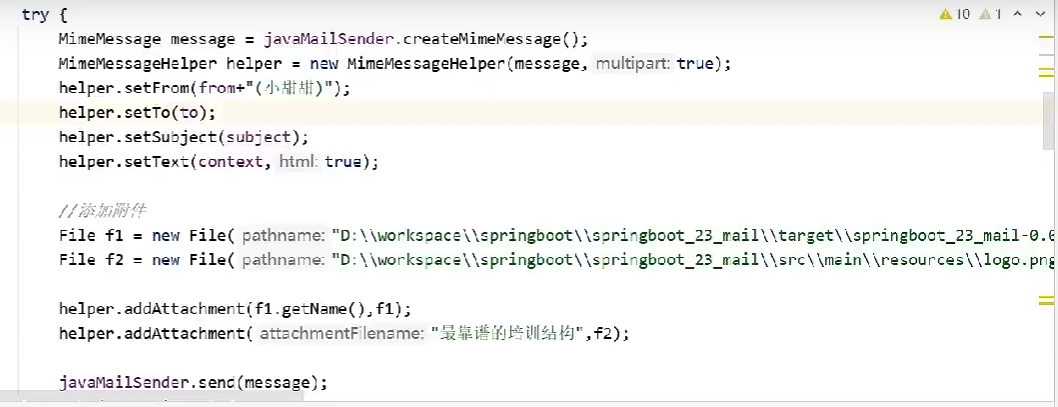 try {
10 1
MimeMessage message = javaMailSender.createMimeMessage();
MimeMessageHelper helper = new MimeMessageHelper(message, multipart: true);
helper.setFrom(from+"(小甜甜)");
helper.setTo(to);
helper.setSubject(subject);
helper.setText(context, html: true);
//添加附件
File f1 = new File( pathname: "D:\\workspace\\springboot\\springboot_23_mail\\target\\springboot_23_mail-0.0
File f2 = new File( pathname: "D:\\workspace\\springboot\\springboot_23_mail\\src\\main\\resources\\logo.png
helper.addAttachment(f1.getName(),f1);
helper.addAttachment( attachmentFilename: "最靠谱的培训结构",f2);
javaMailSender.send(message);